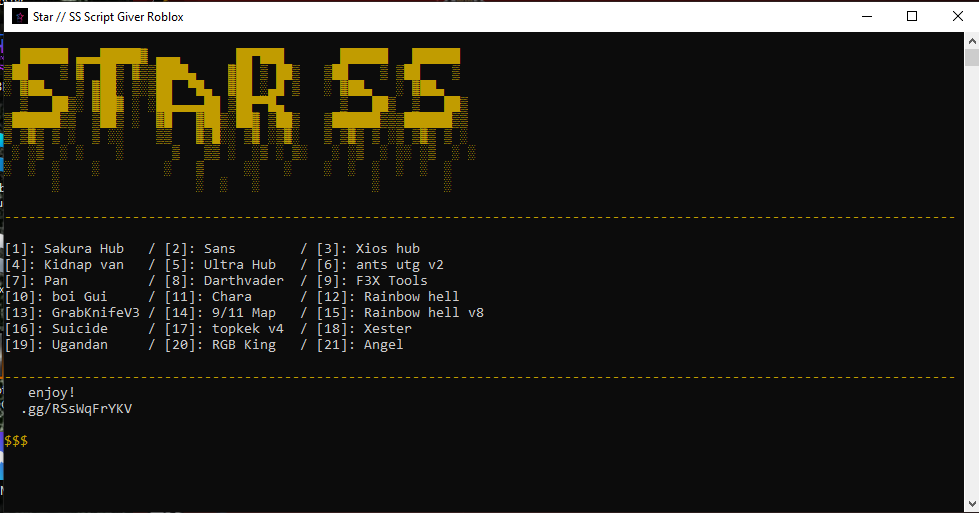 Star // SS Script Giver Roblox
STAR SS
[1]: Sakura Hub / [2]: Sans / [3]: Xios hub
[4]: Kidnap van / [5]: Ultra Hub / [6]: ants utg v2
[7]: Pan / [8]: Darthvader / [9]: F3X Tools
[10]: boi Gui / [11]: Chara / [12]: Rainbow hell
[13]: GrabKnifeV3 / [14]: 9/11 Map / [15]: Rainbow hell v8
[16]: Suicide / [17]: topkek v4 / [18]: Xester
[19]: Ugandan / [20]: RGB King / [21]: Angel
enjoy!
.gg/RSsWqFrYKV
$$$